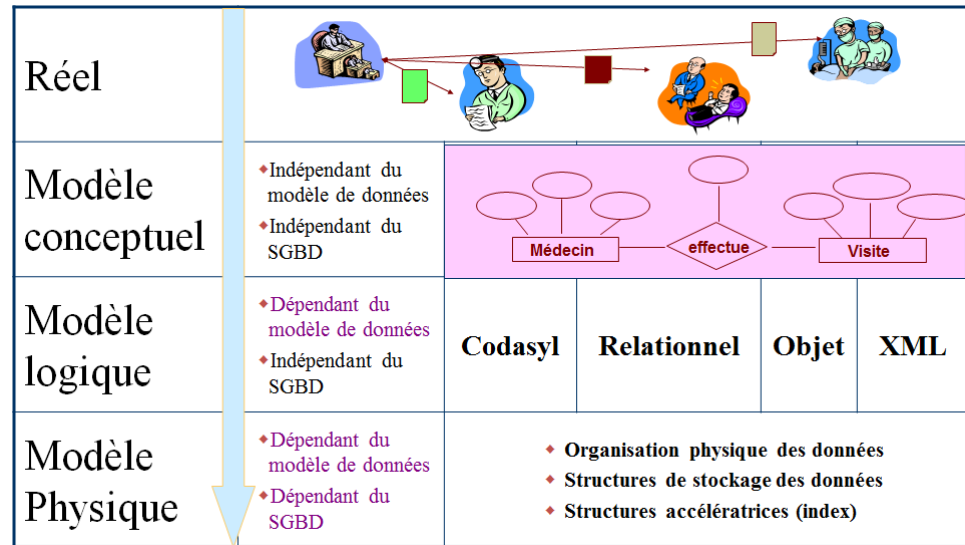 Réel
Modèle
conceptuel
Indépendant du
modèle de données
Indépendant du
SGBD
Médecin
effectue
Visite
Modèle
logique
Dépendant du
modèle de données
Indépendant du
SGBD
Codasyl
Relationnel
Objet
XML
Modèle
Physique
Dépendant du
modèle de données
Dépendant du
SGBD
Organisation physique des données
Structures de stockage des données
Structures accélératrices (index)